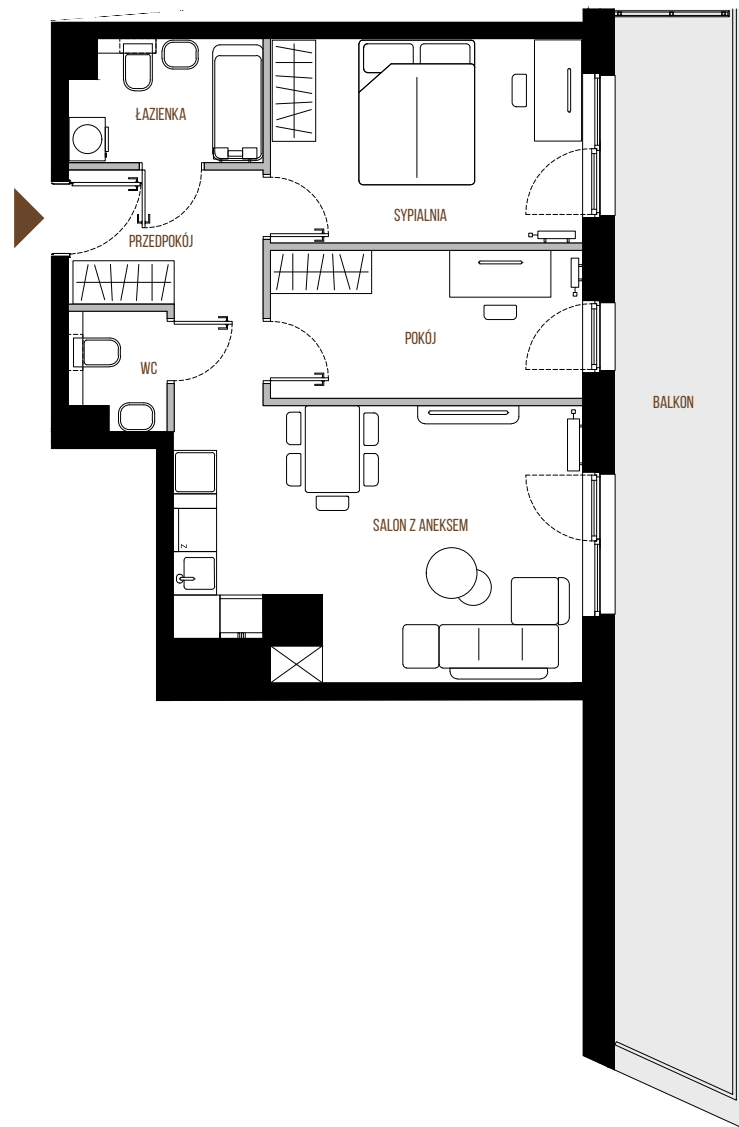 ŁAZIENKA
SYPIALNIA
PRZEDPOKÓJ
POKÓJ
WC
BALKON
SALON Z ANEKSEM
Z